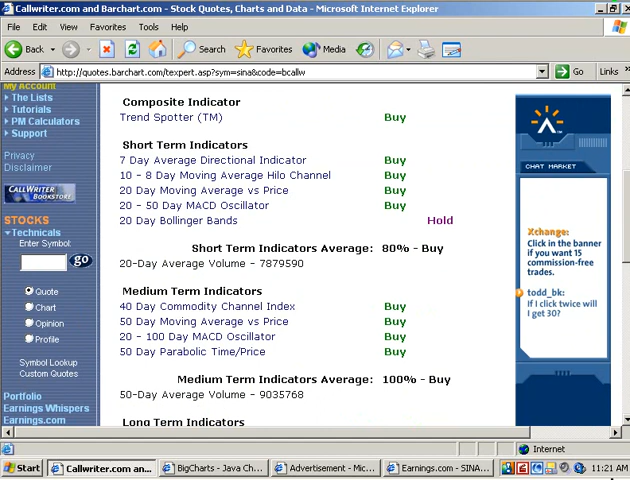 Callwriter.com and Barchart.com - Stock Quotes, Charts and Data - Microsoft Internet Explorer
File Edit View Favorites Tools Help
Back Search Favorites Media
Address http://quotes.barchart.com/texpert.asp?sym=sina&code=bcallw Go Links »
My Account
The Lists
Tutorials
PM Calculators
Support
Privacy
Disclaimer
CALLWRITER
BOOKSTORE
STOCKS
Technicals
Enter Symbol:
go
Quote
Chart
Opinion
Profile
Symbol Lookup
Custom Quotes
Portfolio
Earnings Whispers
Earnings.com
Composite Indicator
Trend Spotter (TM) Buy
Short Term Indicators
7 Day Average Directional Indicator Buy
10 - 8 Day Moving Average Hilo Channel Buy
20 Day Moving Average vs Price Buy
20 - 50 Day MACD Oscillator Buy
20 Day Bollinger Bands Hold
Short Term Indicators Average: 80% - Buy
20-Day Average Volume - 7879590
Medium Term Indicators
40 Day Commodity Channel Index Buy
50 Day Moving Average vs Price Buy
20 - 100 Day MACD Oscillator Buy
50 Day Parabolic Time/Price Buy
Medium Term Indicators Average: 100% - Buy
50-Day Average Volume - 9035768
Long Term Indicators
CHAT MARKET
Xchange:
Click in the banner
if you want 15
commission-free
trades.
todd_bk:
If I click twice will
I get 30?
Internet
Start Callwriter.com an... BigCharts - Java Ch... Advertisement - Mic... Earnings.com - SINA... 11:21 AM